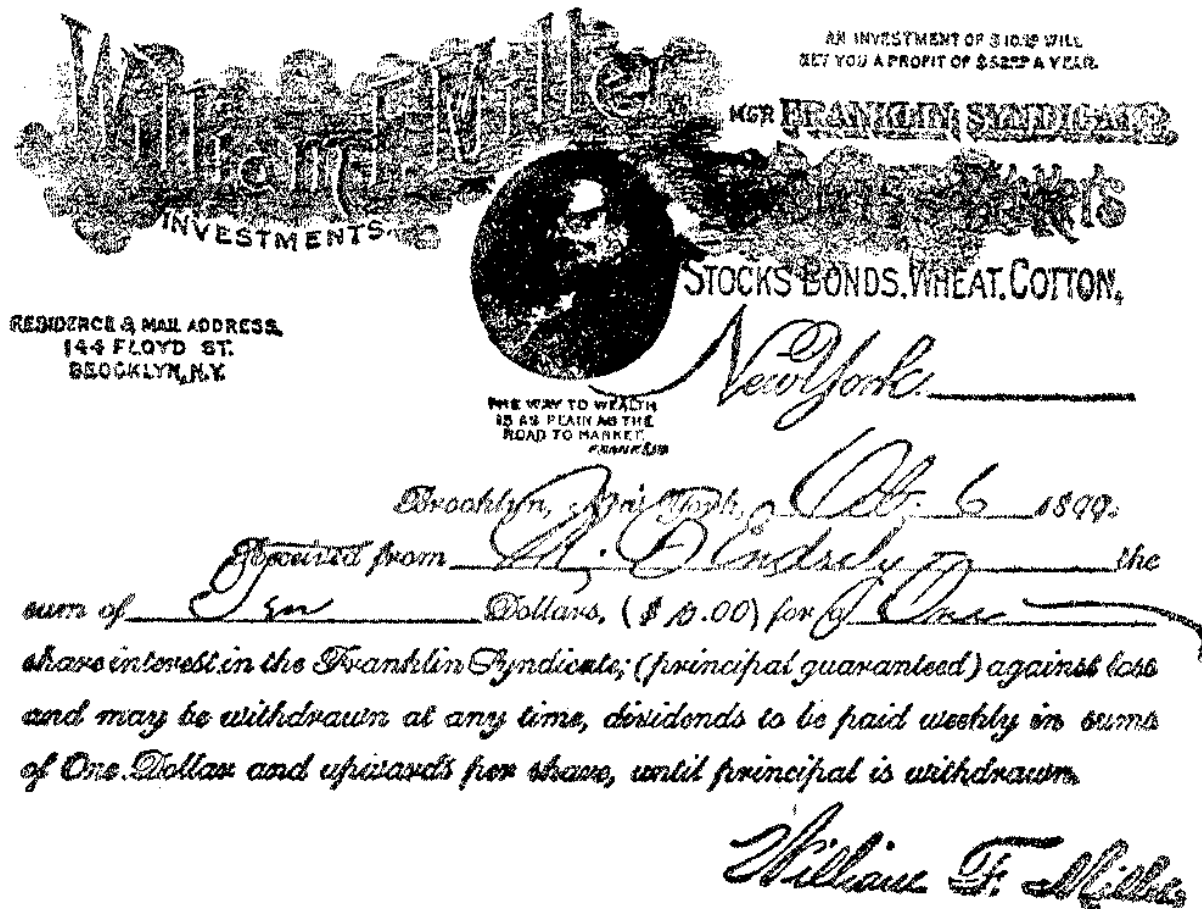 William F. Miller
INVESTMENTS.
AN INVESTMENT OF $10.00 WILL
NET YOU A PROFIT OF $52.00 A YEAR.
MGR FRANKLIN SYNDICATE.
STOCKS BONDS. WHEAT. COTTON,
RESIDENCE & MAIL ADDRESS,
144 FLOYD ST.
BROOKLYN, N.Y.
THE WAY TO WEALTH
IS AS PLAIN AS THE
ROAD TO MARKET.
FRANKLIN
New York.
Brooklyn, New York, Oct. 6 1899.
Received from the
sum of Ten Dollars, ($10.00) for a One
share interest in the Franklin Syndicate; (principal guaranteed) against loss
and may be withdrawn at any time, dividends to be paid weekly in sums
of One Dollar and upwards per share, until principal is withdrawn.
William F. Miller